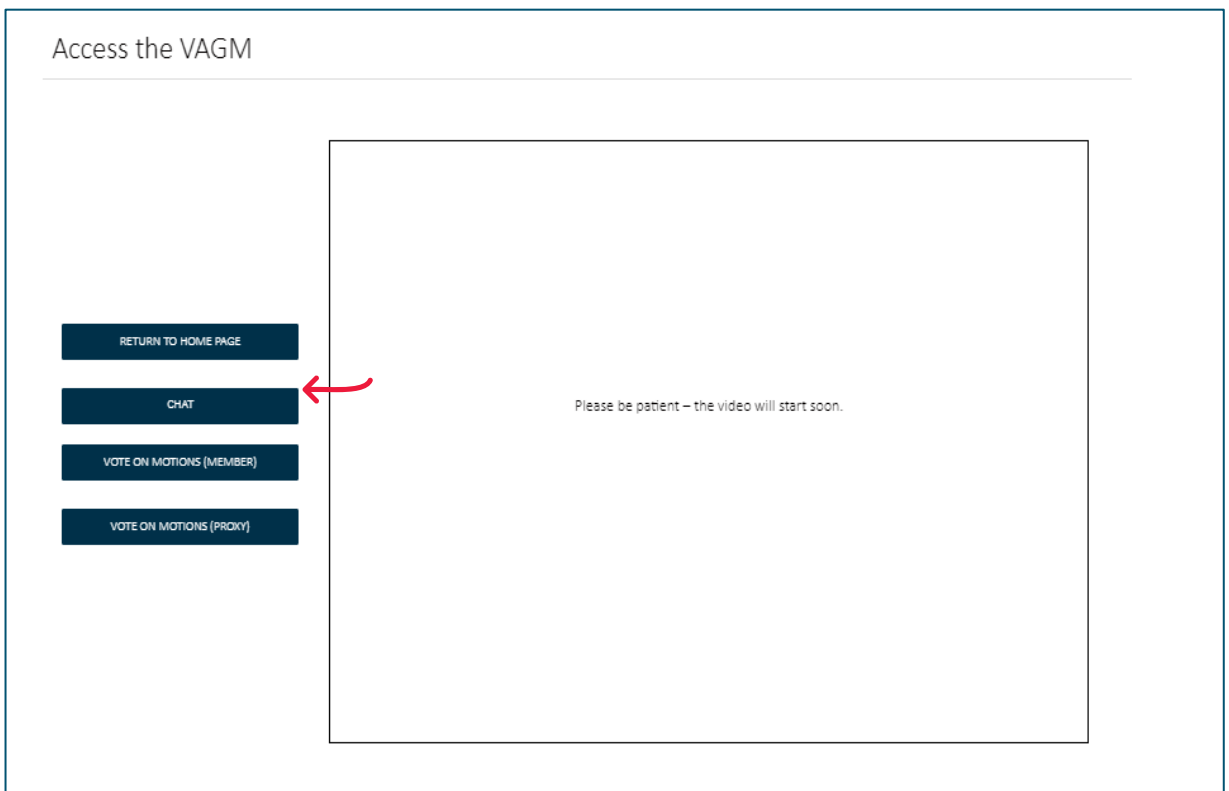 Access the VAGM
RETURN TO HOME PAGE
CHAT
VOTE ON MOTIONS (MEMBER)
VOTE ON MOTIONS (PROXY)
Please be patient – the video will start soon.